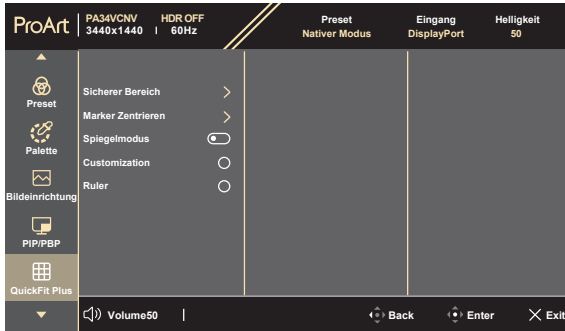 ProArt
PA34VCNV HDR OFF
3440x1440 | 60Hz
Preset
Nativer Modus
Eingang
DisplayPort
Helligkeit
50
Preset
Palette
Bildeinrichtung
PIP/PBP
QuickFit Plus
Sicherer Bereich
Marker Zentrieren
Spiegelmodus
Customization
Ruler
Volume50 | Back Enter Exit